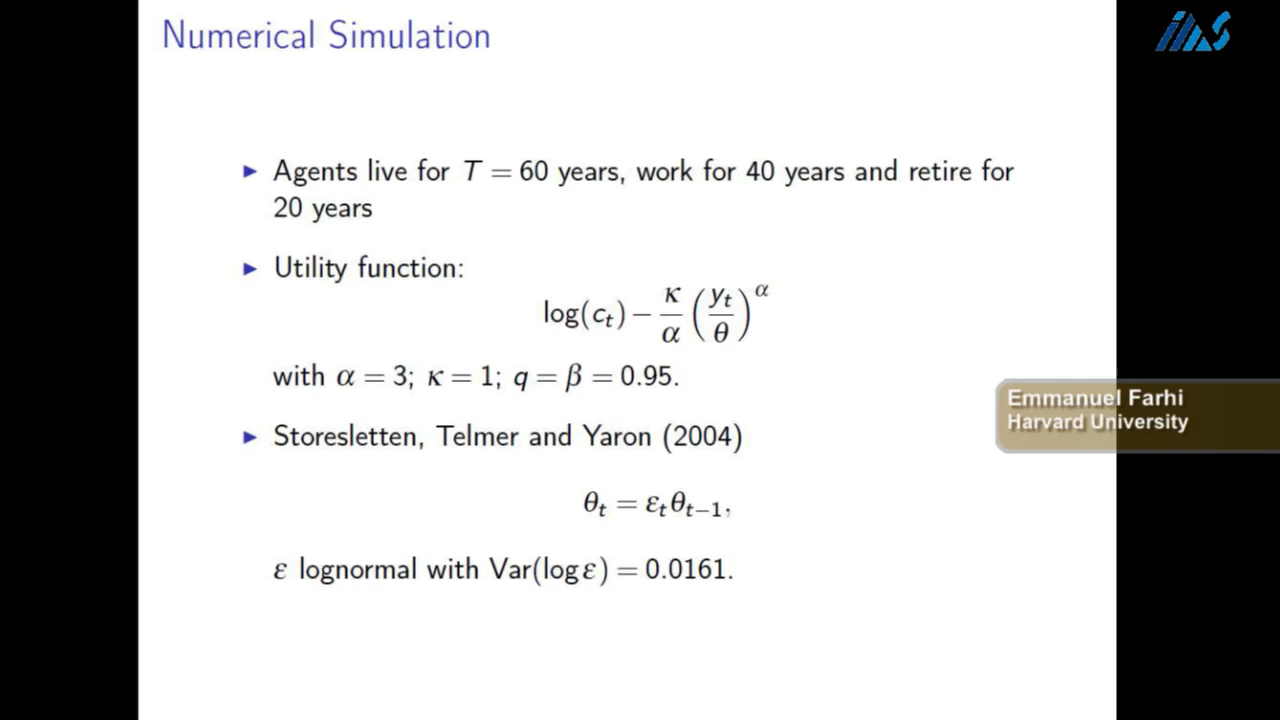 Numerical Simulation
Agents live for T = 60 years, work for 40 years and retire for
20 years
Utility function:
log(c_t) − κ/α (y_t/θ)^α
with α = 3; κ = 1; q = β = 0.95.
Storesletten, Telmer and Yaron (2004)
θ_t = ε_tθ_{t−1},
ε lognormal with Var(log ε) = 0.0161.
Emmanuel Farhi
Harvard University